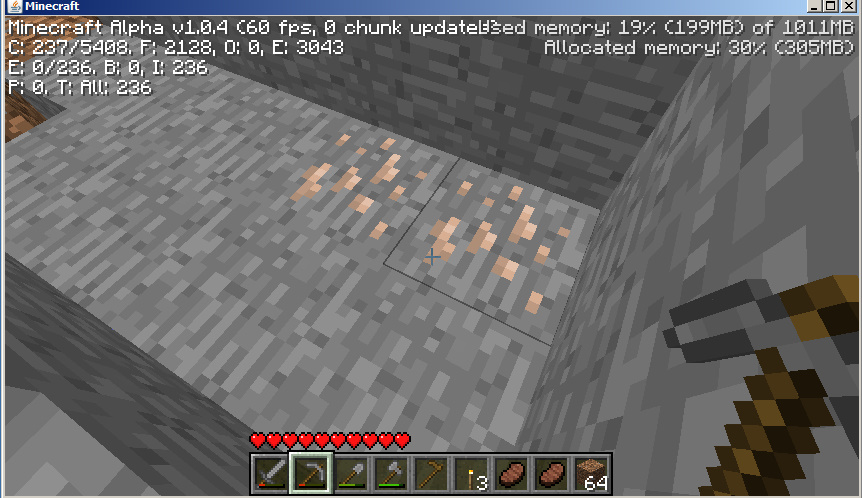 Minecraft
Minecraft Alpha v1.0.4 (60 fps, 0 chunk updates)
Used memory: 19% (199MB) of 1011MB
C: 237/5408, F: 2128, O: 0, E: 3043
Allocated memory: 30% (305MB)
E: 0/236, B: 0, I: 236
P: 0, T: All: 236
3
64